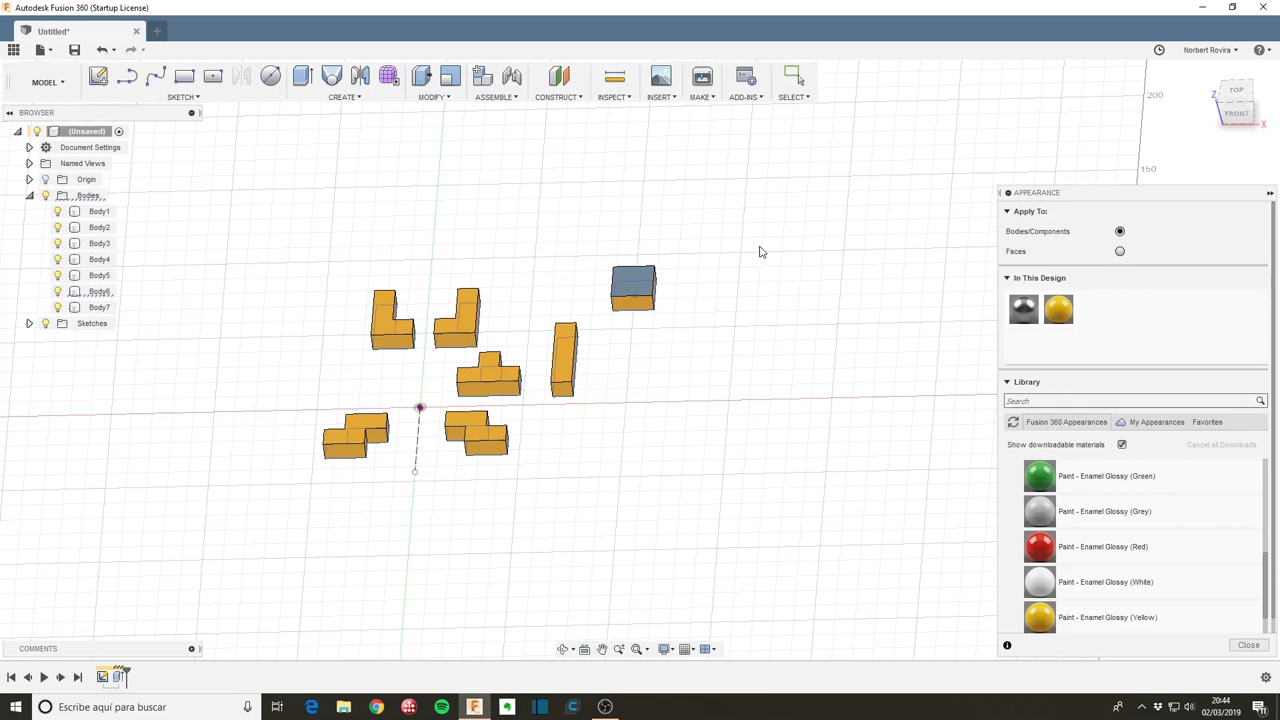 Autodesk Fusion 360 (Startup License)
Untitled*
Norbert Rovira
MODEL
SKETCH
CREATE
MODIFY
ASSEMBLE
CONSTRUCT
INSPECT
INSERT
MAKE
ADD-INS
SELECT
BROWSER
(Unsaved)
Document Settings
Named Views
Origin
Bodies
Body1
Body2
Body3
Body4
Body5
Body6
Body7
Sketches
200
150
TOP
FRONT
Z
X
APPEARANCE
Apply To:
Bodies/Components
Faces
In This Design
Library
Search
Fusion 360 Appearances
My Appearances
Favorites
Show downloadable materials
Cancel all Downloads
Paint - Enamel Glossy (Green)
Paint - Enamel Glossy (Grey)
Paint - Enamel Glossy (Red)
Paint - Enamel Glossy (White)
Paint - Enamel Glossy (Yellow)
Close
COMMENTS
Escribe aquí para buscar
20:44
02/03/2019